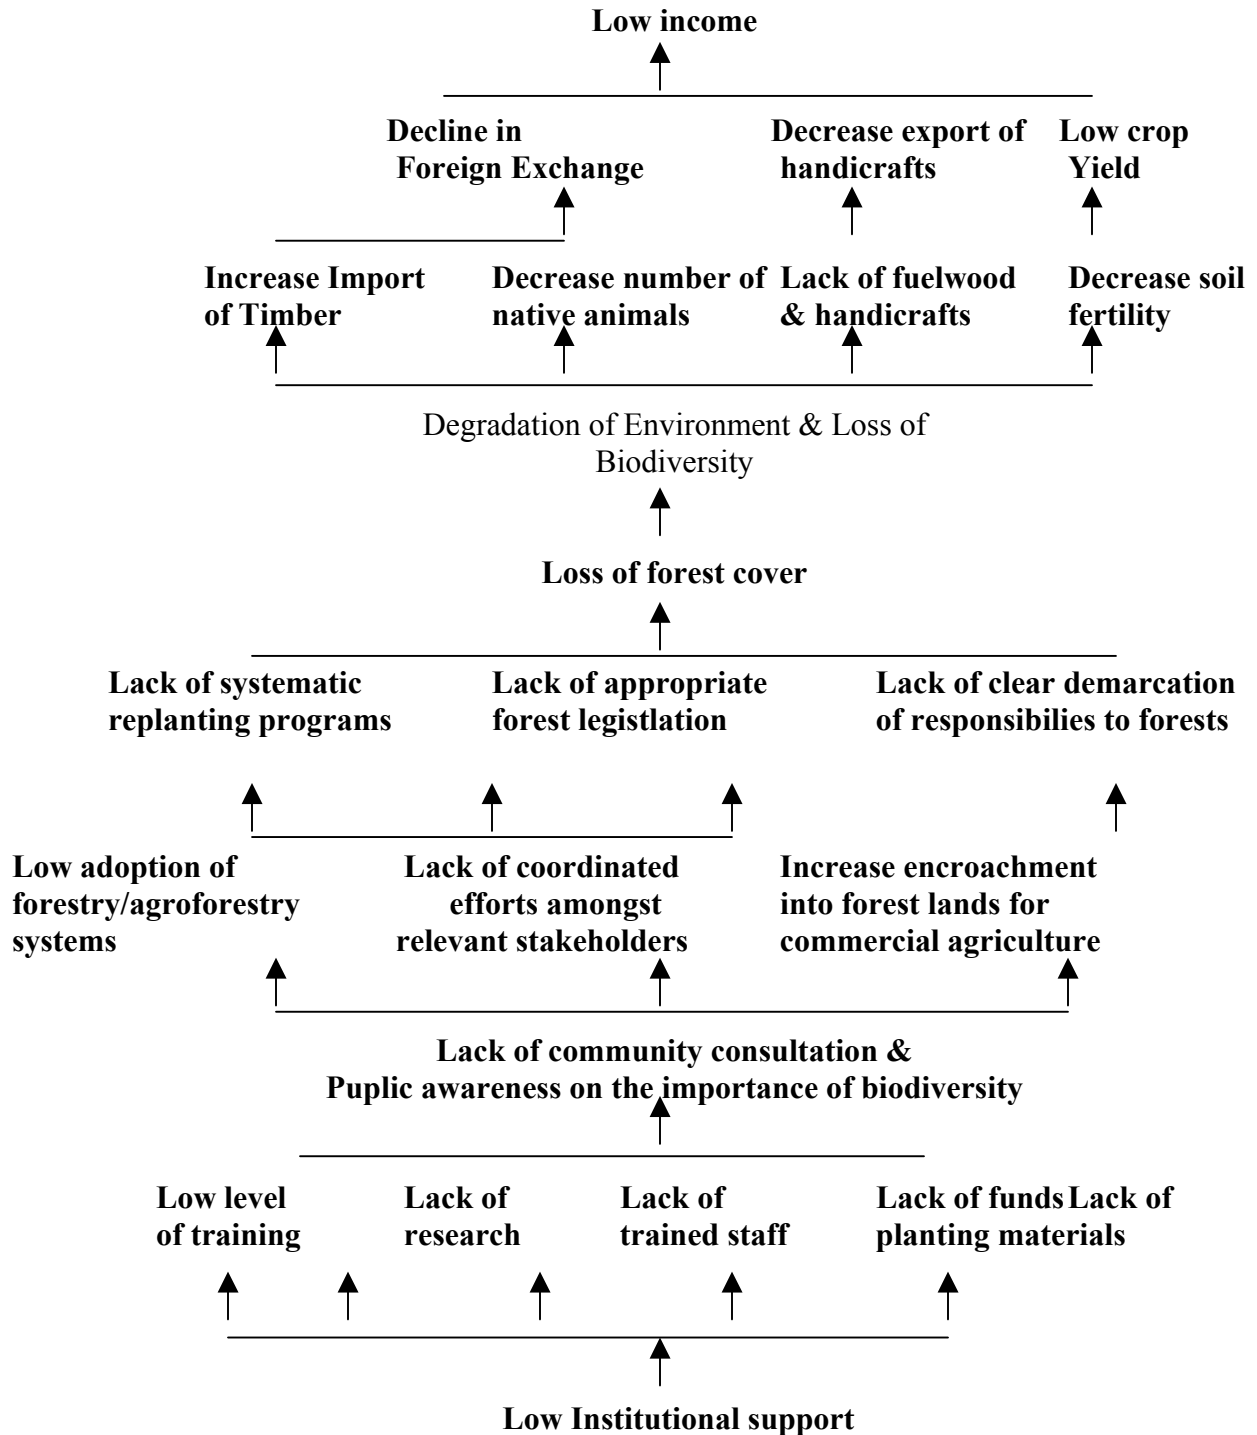 Low income
Decline in
Foreign Exchange
Decrease export of
handicrafts
Low crop
Yield
Increase Import
of Timber
Decrease number of
native animals
Lack of fuelwood
& handicrafts
Decrease soil
fertility
Degradation of Environment & Loss of
Biodiversity
Loss of forest cover
Lack of systematic
replanting programs
Lack of appropriate
forest legistlation
Lack of clear demarcation
of responsibilies to forests
Low adoption of
forestry/agroforestry
systems
Lack of coordinated
efforts amongst
relevant stakeholders
Increase encroachment
into forest lands for
commercial agriculture
Lack of community consultation &
Puplic awareness on the importance of biodiversity
Low level
of training
Lack of
research
Lack of
trained staff
Lack of funds Lack of
planting materials
Low Institutional support